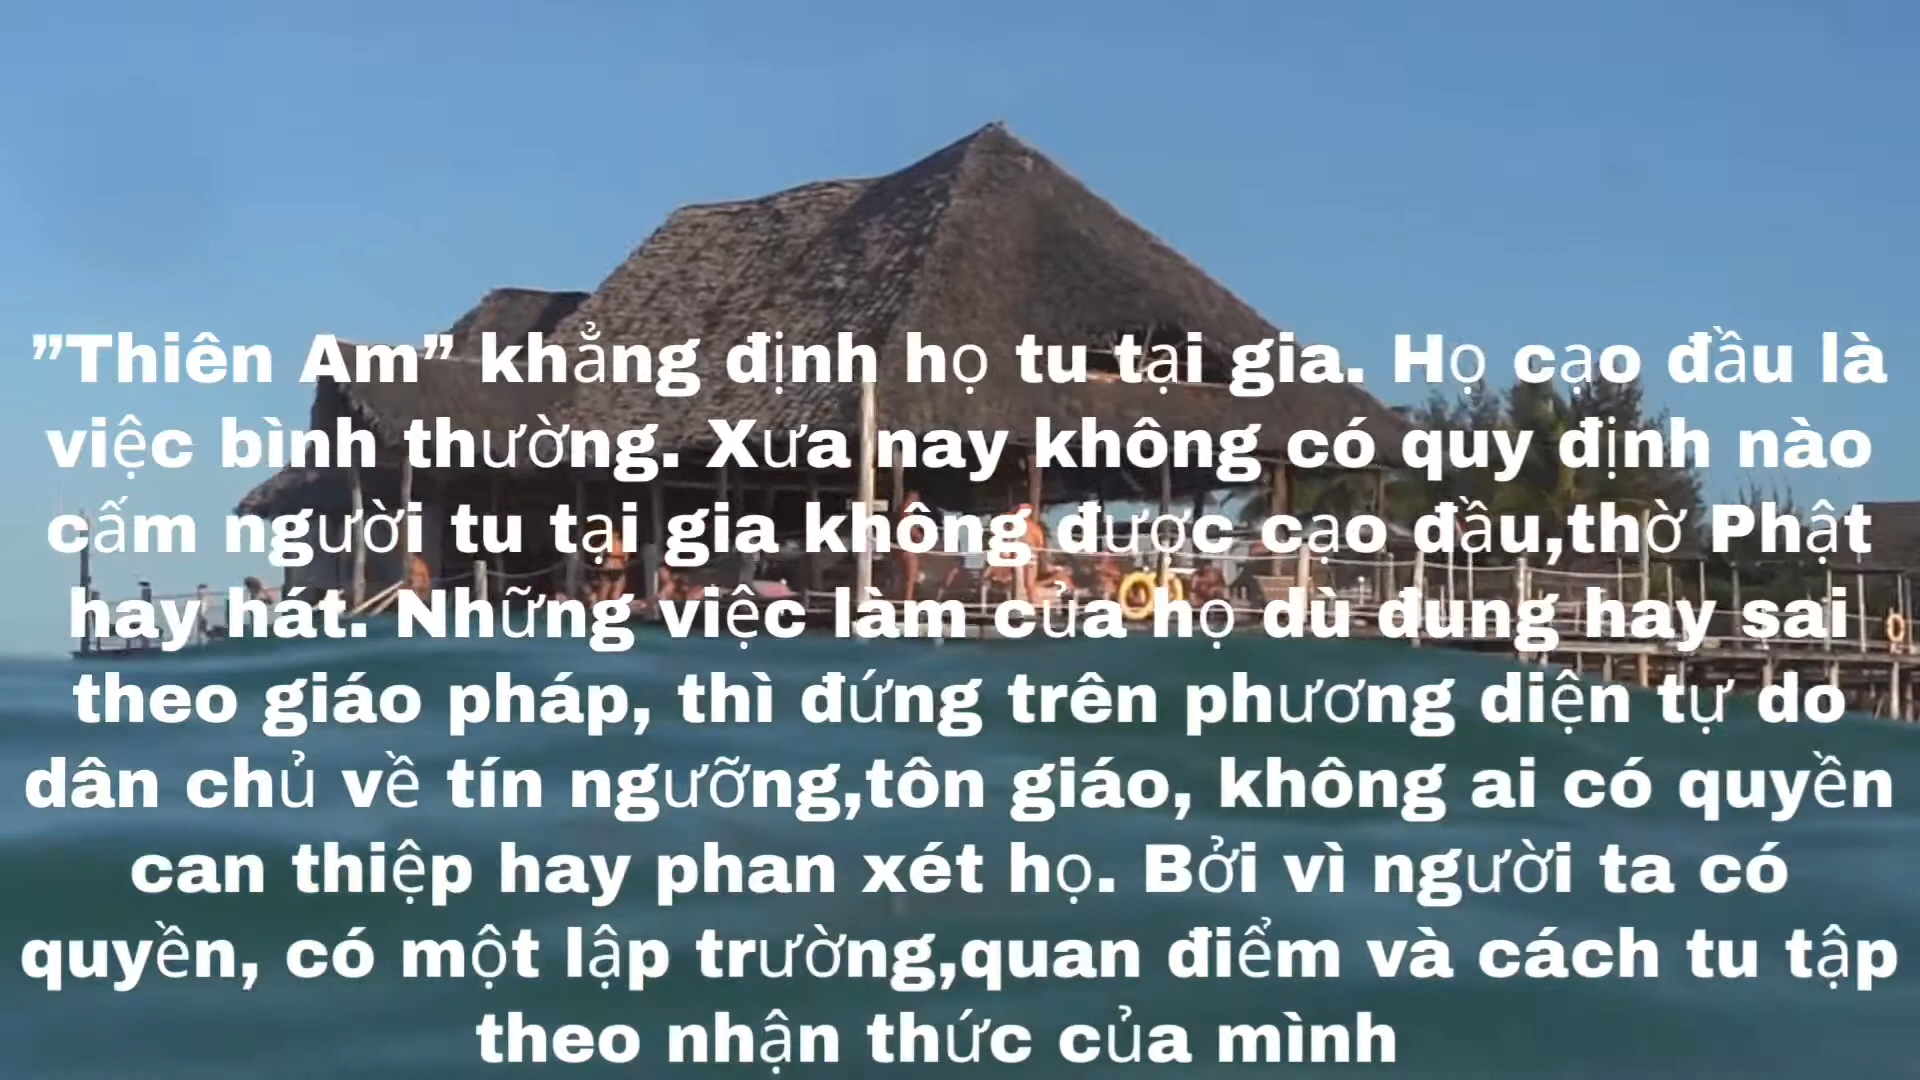 ”Thiên Am” khẳng định họ tu tại gia. Họ cạo đầu là
việc bình thường. Xưa nay không có quy định nào
cấm người tu tại gia không được cạo đầu,thờ Phật
hay hát. Những việc làm của họ dù đung hay sai
theo giáo pháp, thì đứng trên phương diện tự do
dân chủ về tín ngưỡng,tôn giáo, không ai có quyền
can thiệp hay phan xét họ. Bởi vì người ta có
quyền, có một lập trường,quan điểm và cách tu tập
theo nhận thức của mình